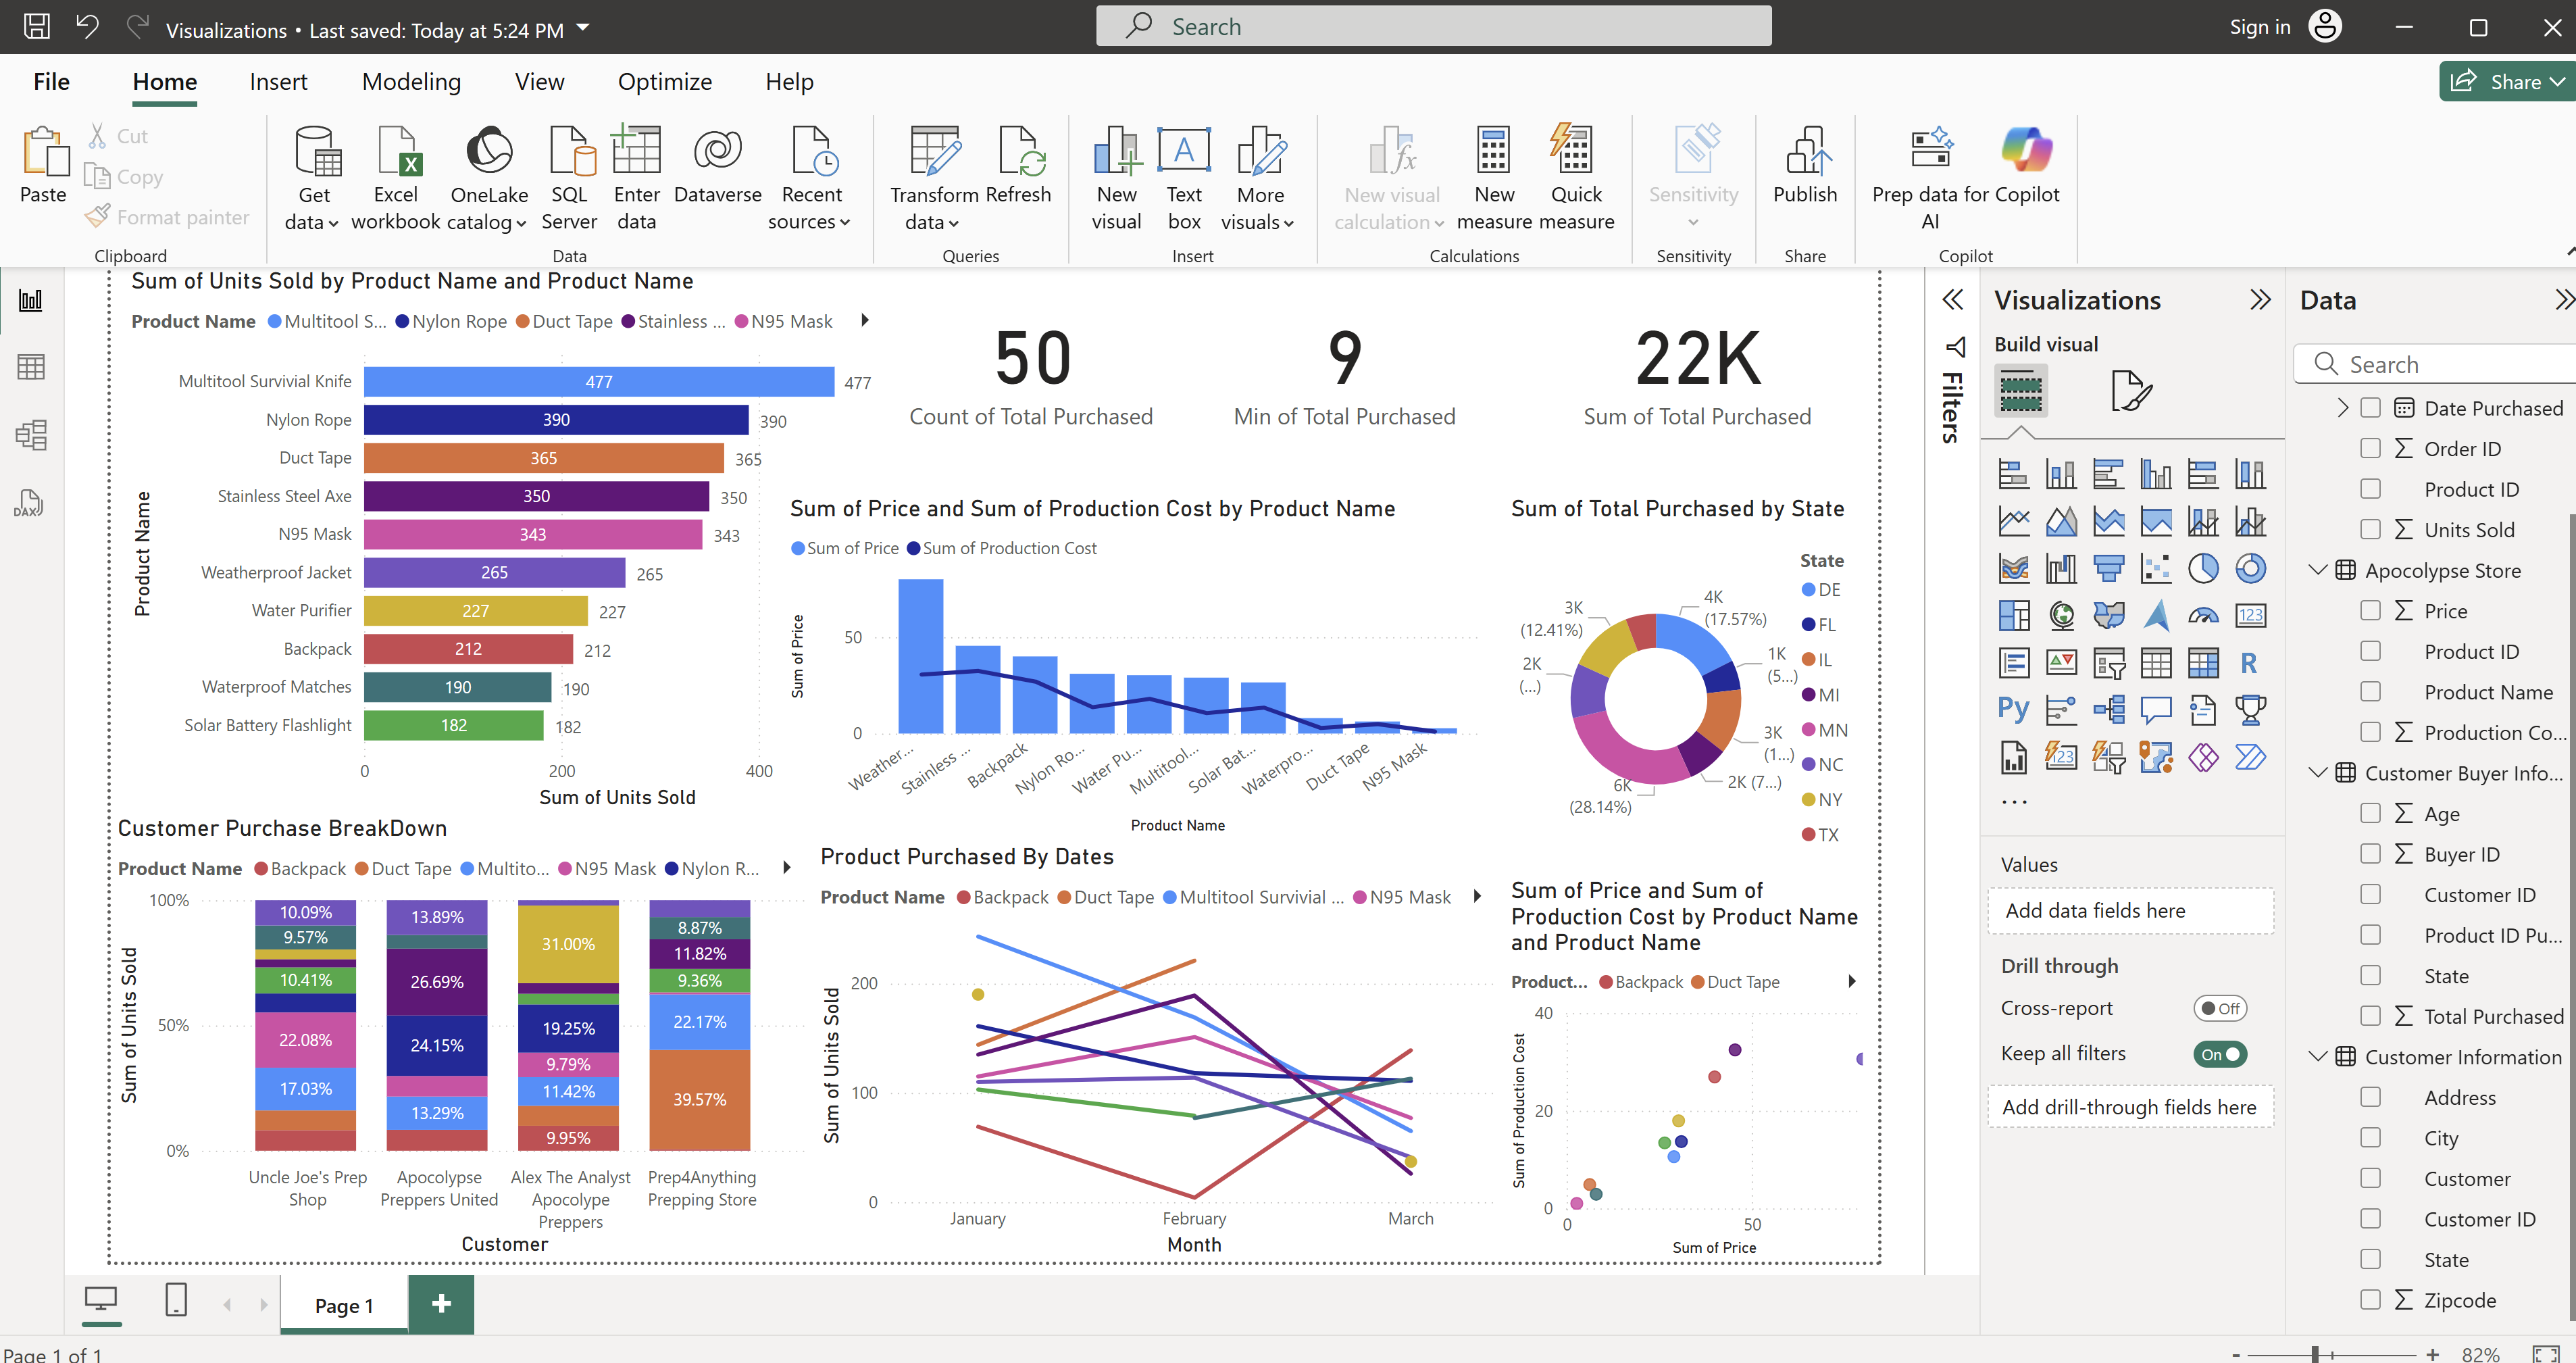 Visualizations • Last saved: Today at 5:24 PM
Search
Sign in
File Home Insert Modeling View Optimize Help
Share
Paste
Cut
Copy
Format painter
Clipboard
Get data
Excel workbook
OneLake catalog
SQL Server
Enter data
Dataverse
Recent sources
Data
Transform data
Refresh
Queries
New visual
Text box
More visuals
Insert
New visual calculation
New measure
Quick measure
Calculations
Sensitivity
Sensitivity
Publish
Share
Prep data for AI
Copilot
Copilot
DAX
Sum of Units Sold by Product Name and Product Name
Product Name Multitool S... Nylon Rope Duct Tape Stainless ... N95 Mask
Product Name
Multitool Survivial Knife 477 477
Nylon Rope 390 390
Duct Tape 365 365
Stainless Steel Axe 350 350
N95 Mask 343 343
Weatherproof Jacket 265 265
Water Purifier 227 227
Backpack 212 212
Waterproof Matches 190 190
Solar Battery Flashlight 182 182
0 200 400
Sum of Units Sold
50
Count of Total Purchased
9
Min of Total Purchased
22K
Sum of Total Purchased
Sum of Price and Sum of Production Cost by Product Name
Sum of Price Sum of Production Cost
Sum of Price
50
0
Weather... Stainless ... Backpack Nylon Ro... Water Pu... Multitool... Solar Bat... Waterpro... Duct Tape N95 Mask
Product Name
Sum of Total Purchased by State
4K
(17.57%)
1K
(5...)
3K
(1...)
2K (7...)
6K
(28.14%)
2K
(...)
3K
(12.41%)
State
DE
FL
IL
MI
MN
NC
NY
TX
Customer Purchase BreakDown
Product Name Backpack Duct Tape Multito... N95 Mask Nylon R...
Sum of Units Sold
100%
50%
0%
10.09%
9.57%
10.41%
22.08%
17.03%
13.89%
26.69%
24.15%
13.29%
31.00%
19.25%
9.79%
11.42%
9.95%
8.87%
11.82%
9.36%
22.17%
39.57%
Uncle Joe's Prep Shop
Apocolypse Preppers United
Alex The Analyst Apocolype Preppers
Prep4Anything Prepping Store
Customer
Product Purchased By Dates
Product Name Backpack Duct Tape Multitool Survivial ... N95 Mask
Sum of Units Sold
200
100
0
January February March
Month
Sum of Price and Sum of
Production Cost by Product Name
and Product Name
Product... Backpack Duct Tape
Sum of Production Cost
40
20
0
0 50
Sum of Price
Filters
Visualizations
Build visual
123
R
Py
123
...
Values
Add data fields here
Drill through
Cross-report Off
Keep all filters On
Add drill-through fields here
Data
Search
Date Purchased
Order ID
Product ID
Units Sold
Apocolypse Store
Price
Product ID
Product Name
Production Co...
Customer Buyer Info...
Age
Buyer ID
Customer ID
Product ID Pu...
State
Total Purchased
Customer Information
Address
City
Customer
Customer ID
State
Zipcode
Page 1
+
Page 1 of 1
- + 82%